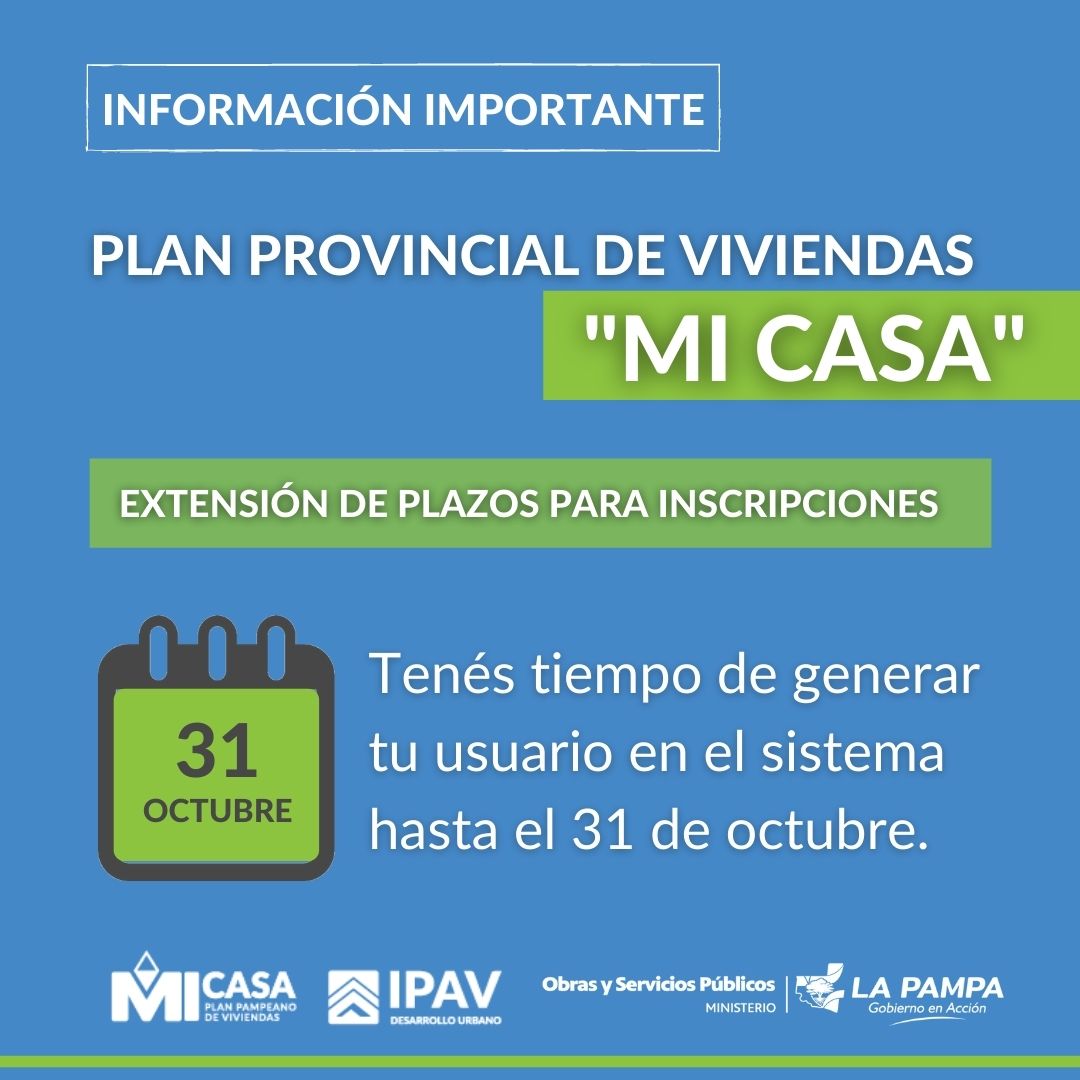 INFORMACIÓN IMPORTANTE
PLAN PROVINCIAL DE VIVIENDAS
"MI CASA"
EXTENSIÓN DE PLAZOS PARA INSCRIPCIONES
31
OCTUBRE
Tenés tiempo de generar
tu usuario en el sistema
hasta el 31 de octubre.
MI CASA
PLAN PAMPEANO
DE VIVIENDAS
IPAV
DESARROLLO URBANO
Obras y Servicios Públicos
MINISTERIO
LA PAMPA
Gobierno en Acción